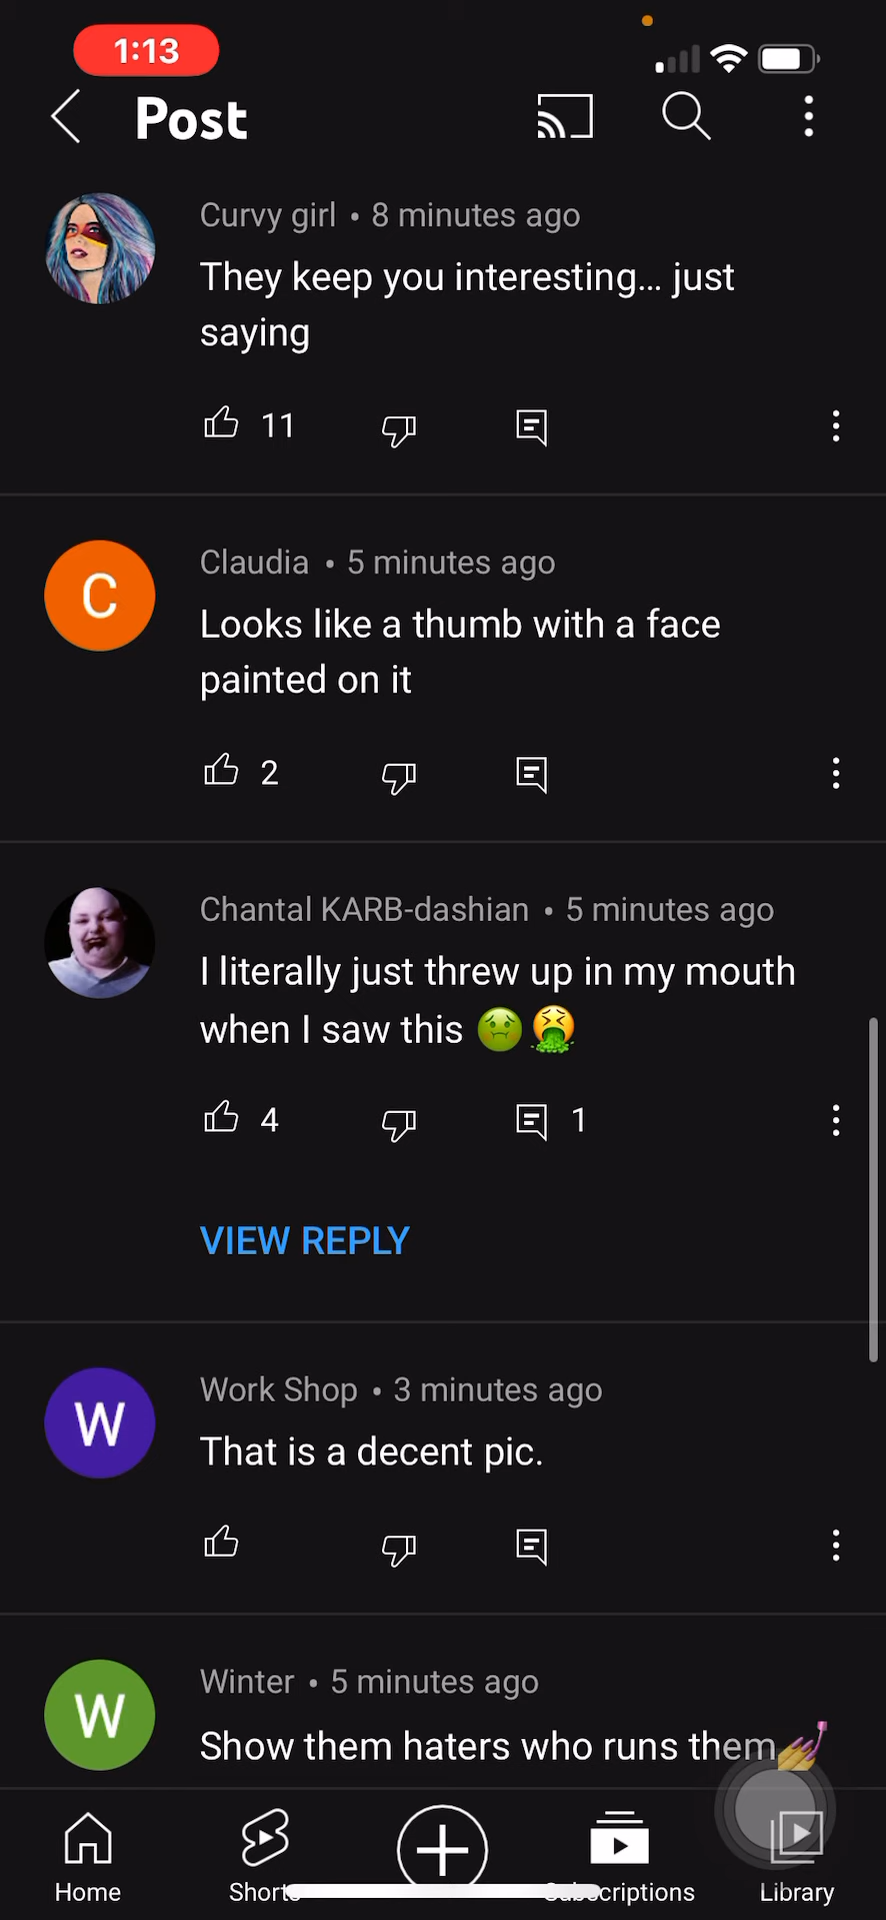 1:13
Post
Curvy girl • 8 minutes ago
They keep you interesting... just
saying
11
C
Claudia • 5 minutes ago
Looks like a thumb with a face
painted on it
2
Chantal KARB-dashian • 5 minutes ago
I literally just threw up in my mouth
when I saw this 🤢🤮
4 1
VIEW REPLY
W
Work Shop • 3 minutes ago
That is a decent pic.
W
Winter • 5 minutes ago
Show them haters who runs them💅
Home Shorts Subscriptions Library